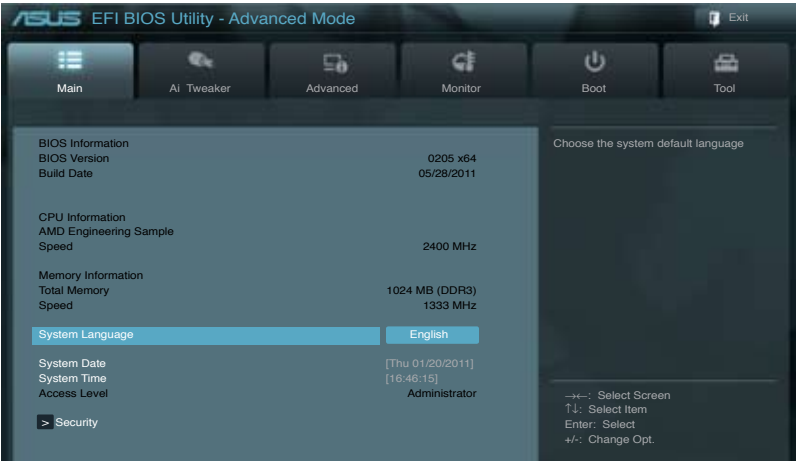 ASUS EFI BIOS Utility - Advanced Mode
Exit
Main
Ai Tweaker
Advanced
Monitor
Boot
Tool
BIOS Information
BIOS Version 0205 x64
Build Date 05/28/2011
CPU Information
AMD Engineering Sample
Speed 2400 MHz
Memory Information
Total Memory 1024 MB (DDR3)
Speed 1333 MHz
System Language English
System Date [Thu 01/20/2011]
System Time [16:46:15]
Access Level Administrator
> Security
Choose the system default language
→←: Select Screen
↑↓: Select Item
Enter: Select
+/-: Change Opt.